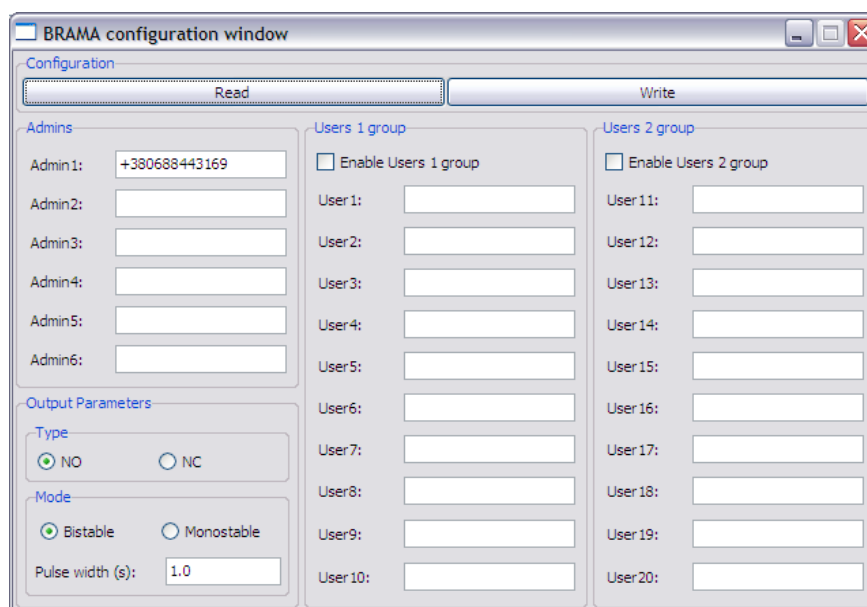 BRAMA configuration window
Configuration
Read Write
Admins
Admin1: +380688443169
Admin2:
Admin3:
Admin4:
Admin5:
Admin6:
Output Parameters
Type
NO NC
Mode
Bistable Monostable
Pulse width (s): 1.0
Users 1 group
Enable Users 1 group
User1:
User2:
User3:
User4:
User5:
User6:
User7:
User8:
User9:
User10:
Users 2 group
Enable Users 2 group
User11:
User12:
User13:
User14:
User15:
User16:
User17:
User18:
User19:
User20: